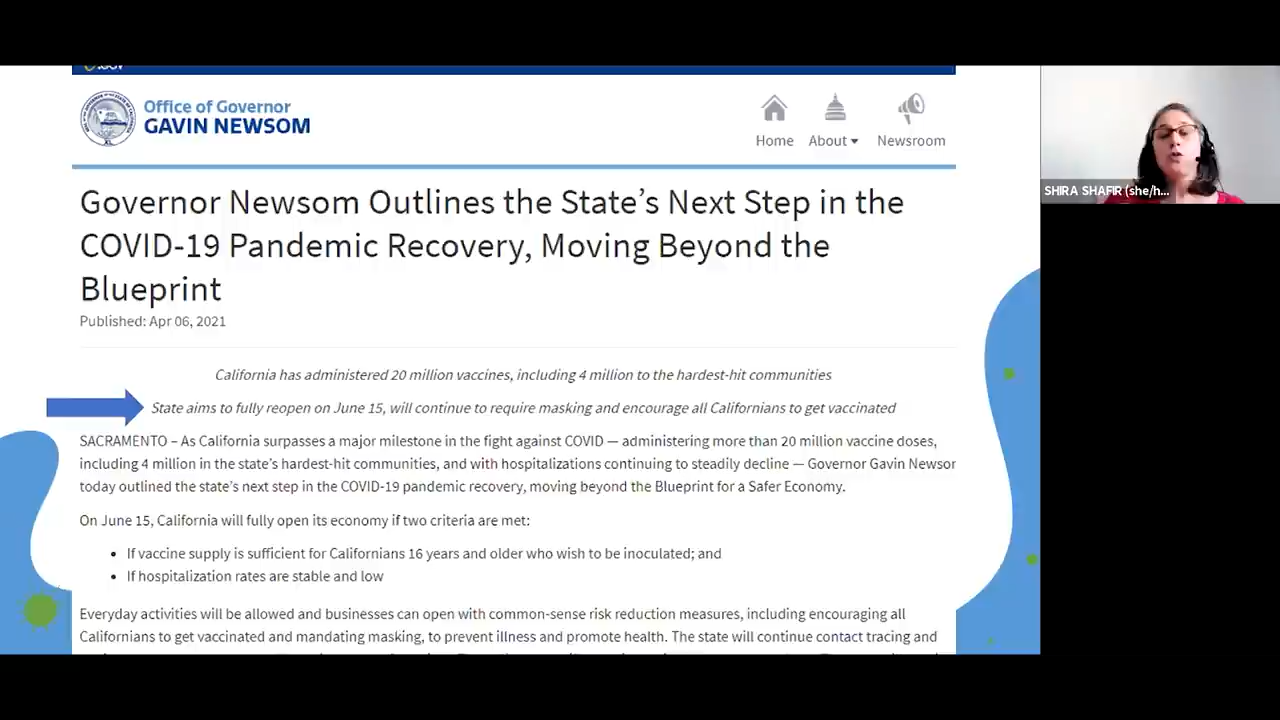 .GOV
Office of Governor
GAVIN NEWSOM
Home
About
Newsroom
Governor Newsom Outlines the State’s Next Step in the
COVID-19 Pandemic Recovery, Moving Beyond the
Blueprint
Published: Apr 06, 2021
California has administered 20 million vaccines, including 4 million to the hardest-hit communities
State aims to fully reopen on June 15, will continue to require masking and encourage all Californians to get vaccinated
SACRAMENTO – As California surpasses a major milestone in the fight against COVID — administering more than 20 million vaccine doses,
including 4 million in the state’s hardest-hit communities, and with hospitalizations continuing to steadily decline — Governor Gavin Newsor
today outlined the state’s next step in the COVID-19 pandemic recovery, moving beyond the Blueprint for a Safer Economy.
On June 15, California will fully open its economy if two criteria are met:
• If vaccine supply is sufficient for Californians 16 years and older who wish to be inoculated; and
• If hospitalization rates are stable and low
Everyday activities will be allowed and businesses can open with common-sense risk reduction measures, including encouraging all
Californians to get vaccinated and mandating masking, to prevent illness and promote health. The state will continue contact tracing and
SHIRA SHAFIR (she/h...